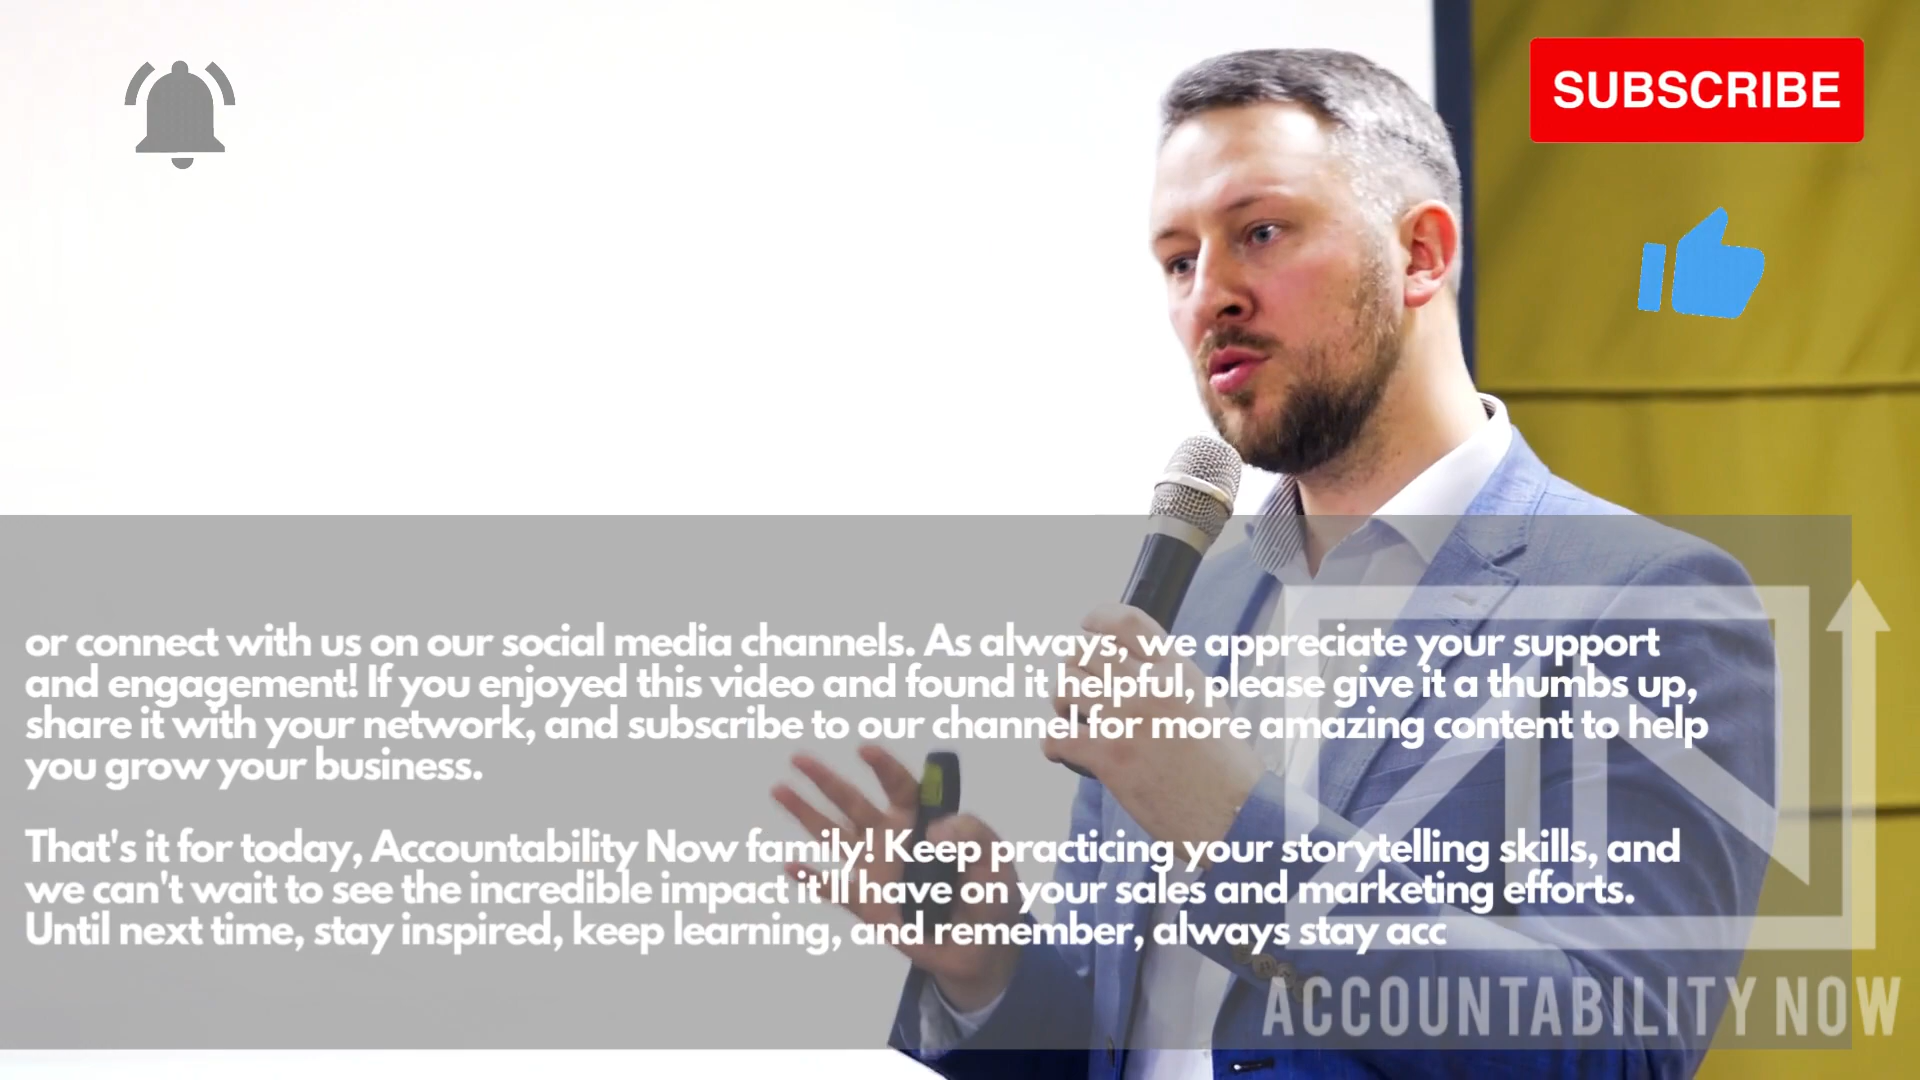 SUBSCRIBE
or connect with us on our social media channels. As always, we appreciate your support
and engagement! If you enjoyed this video and found it helpful, please give it a thumbs up,
share it with your network, and subscribe to our channel for more amazing content to help
you grow your business.
That's it for today, Accountability Now family! Keep practicing your storytelling skills, and
we can't wait to see the incredible impact it'll have on your sales and marketing efforts.
Until next time, stay inspired, keep learning, and remember, always stay acc
ACCOUNTABILITY NOW